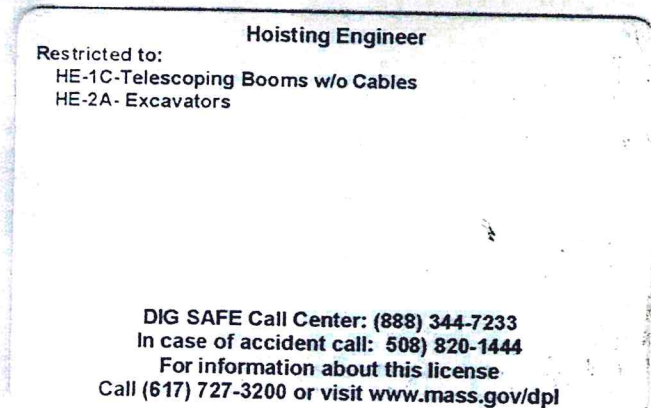 Hoisting Engineer
Restricted to:
HE-1C-Telescoping Booms w/o Cables
HE-2A- Excavators
DIG SAFE Call Center: (888) 344-7233
In case of accident call: 508) 820-1444
For information about this license
Call (617) 727-3200 or visit www.mass.gov/dpl